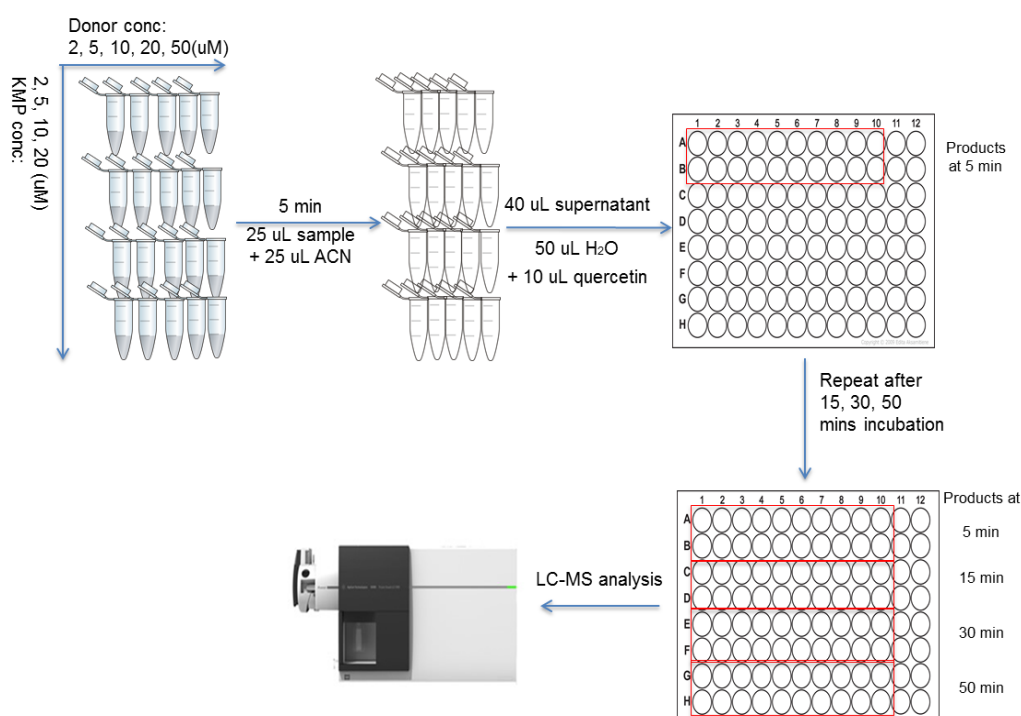 Donor conc:
2, 5, 10, 20, 50(uM)
KMP conc:
2, 5, 10, 20 (uM)
5 min
25 uL sample
+ 25 uL ACN
40 uL supernatant
50 uL H₂O
+ 10 uL quercetin
1 2 3 4 5 6 7 8 9 10 11 12
A
B
C
D
E
F
G
H
Products
at 5 min
Repeat after
15, 30, 50
mins incubation
1 2 3 4 5 6 7 8 9 10 11 12
A
B
C
D
E
F
G
H
Products at
5 min
15 min
30 min
50 min
LC-MS analysis